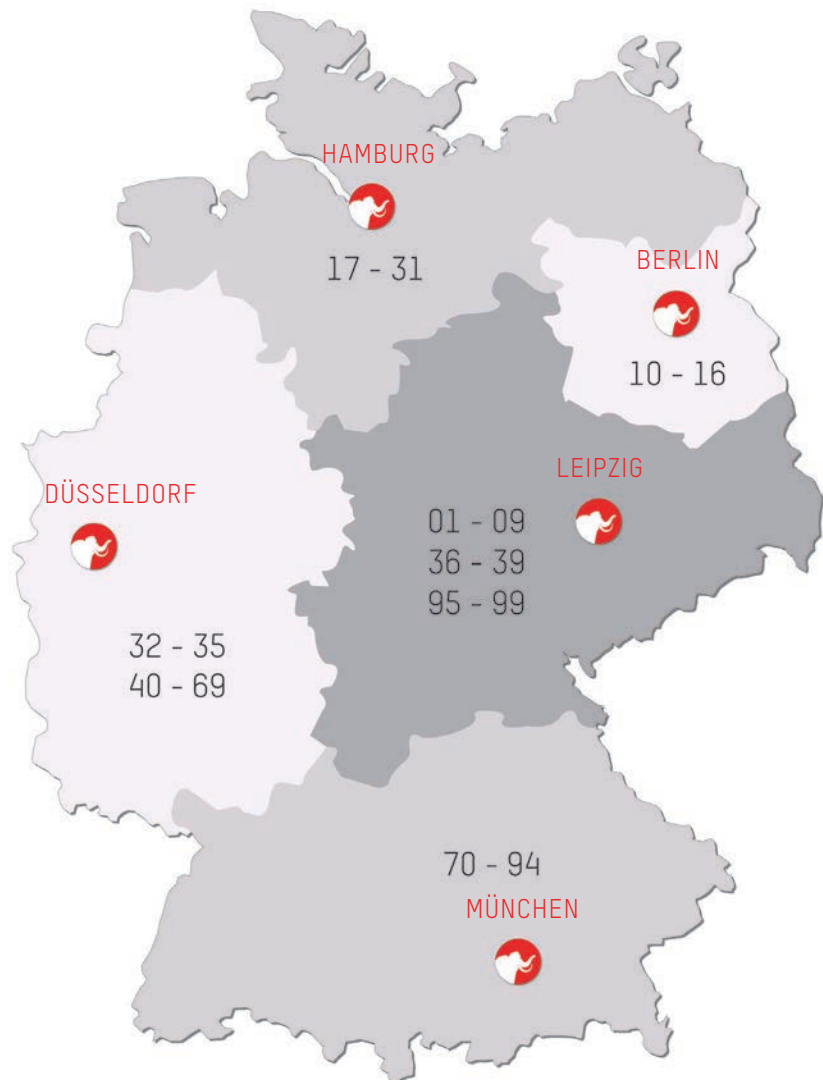 HAMBURG
17 - 31
BERLIN
10 - 16
LEIPZIG
01 - 09
36 - 39
95 - 99
DÜSSELDORF
32 - 35
40 - 69
70 - 94
MÜNCHEN